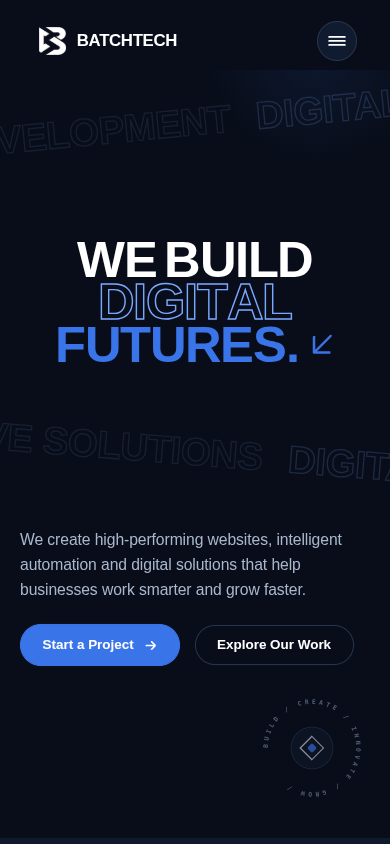 BATCHTECH
VELOPMENT DIGITAL
WE BUILD
DIGITAL
FUTURES.
VE SOLUTIONS DIGITA
We create high-performing websites, intelligent
automation and digital solutions that help
businesses work smarter and grow faster.
Start a Project
Explore Our Work
BUILD / CREATE / INNOVATE / GROW /